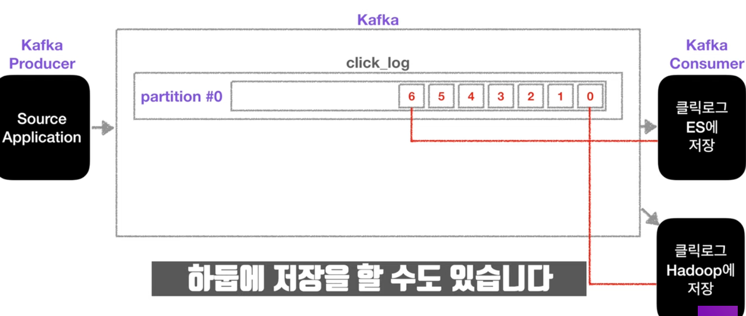 Kafka
Kafka
Producer
Kafka
Consumer
click_log
partition #0
6 5 4 3 2 1 0
Source
Application
클릭로그
ES에
저장
클릭로그
Hadoop에
저장
하둡에 저장을 할 수도 있습니다